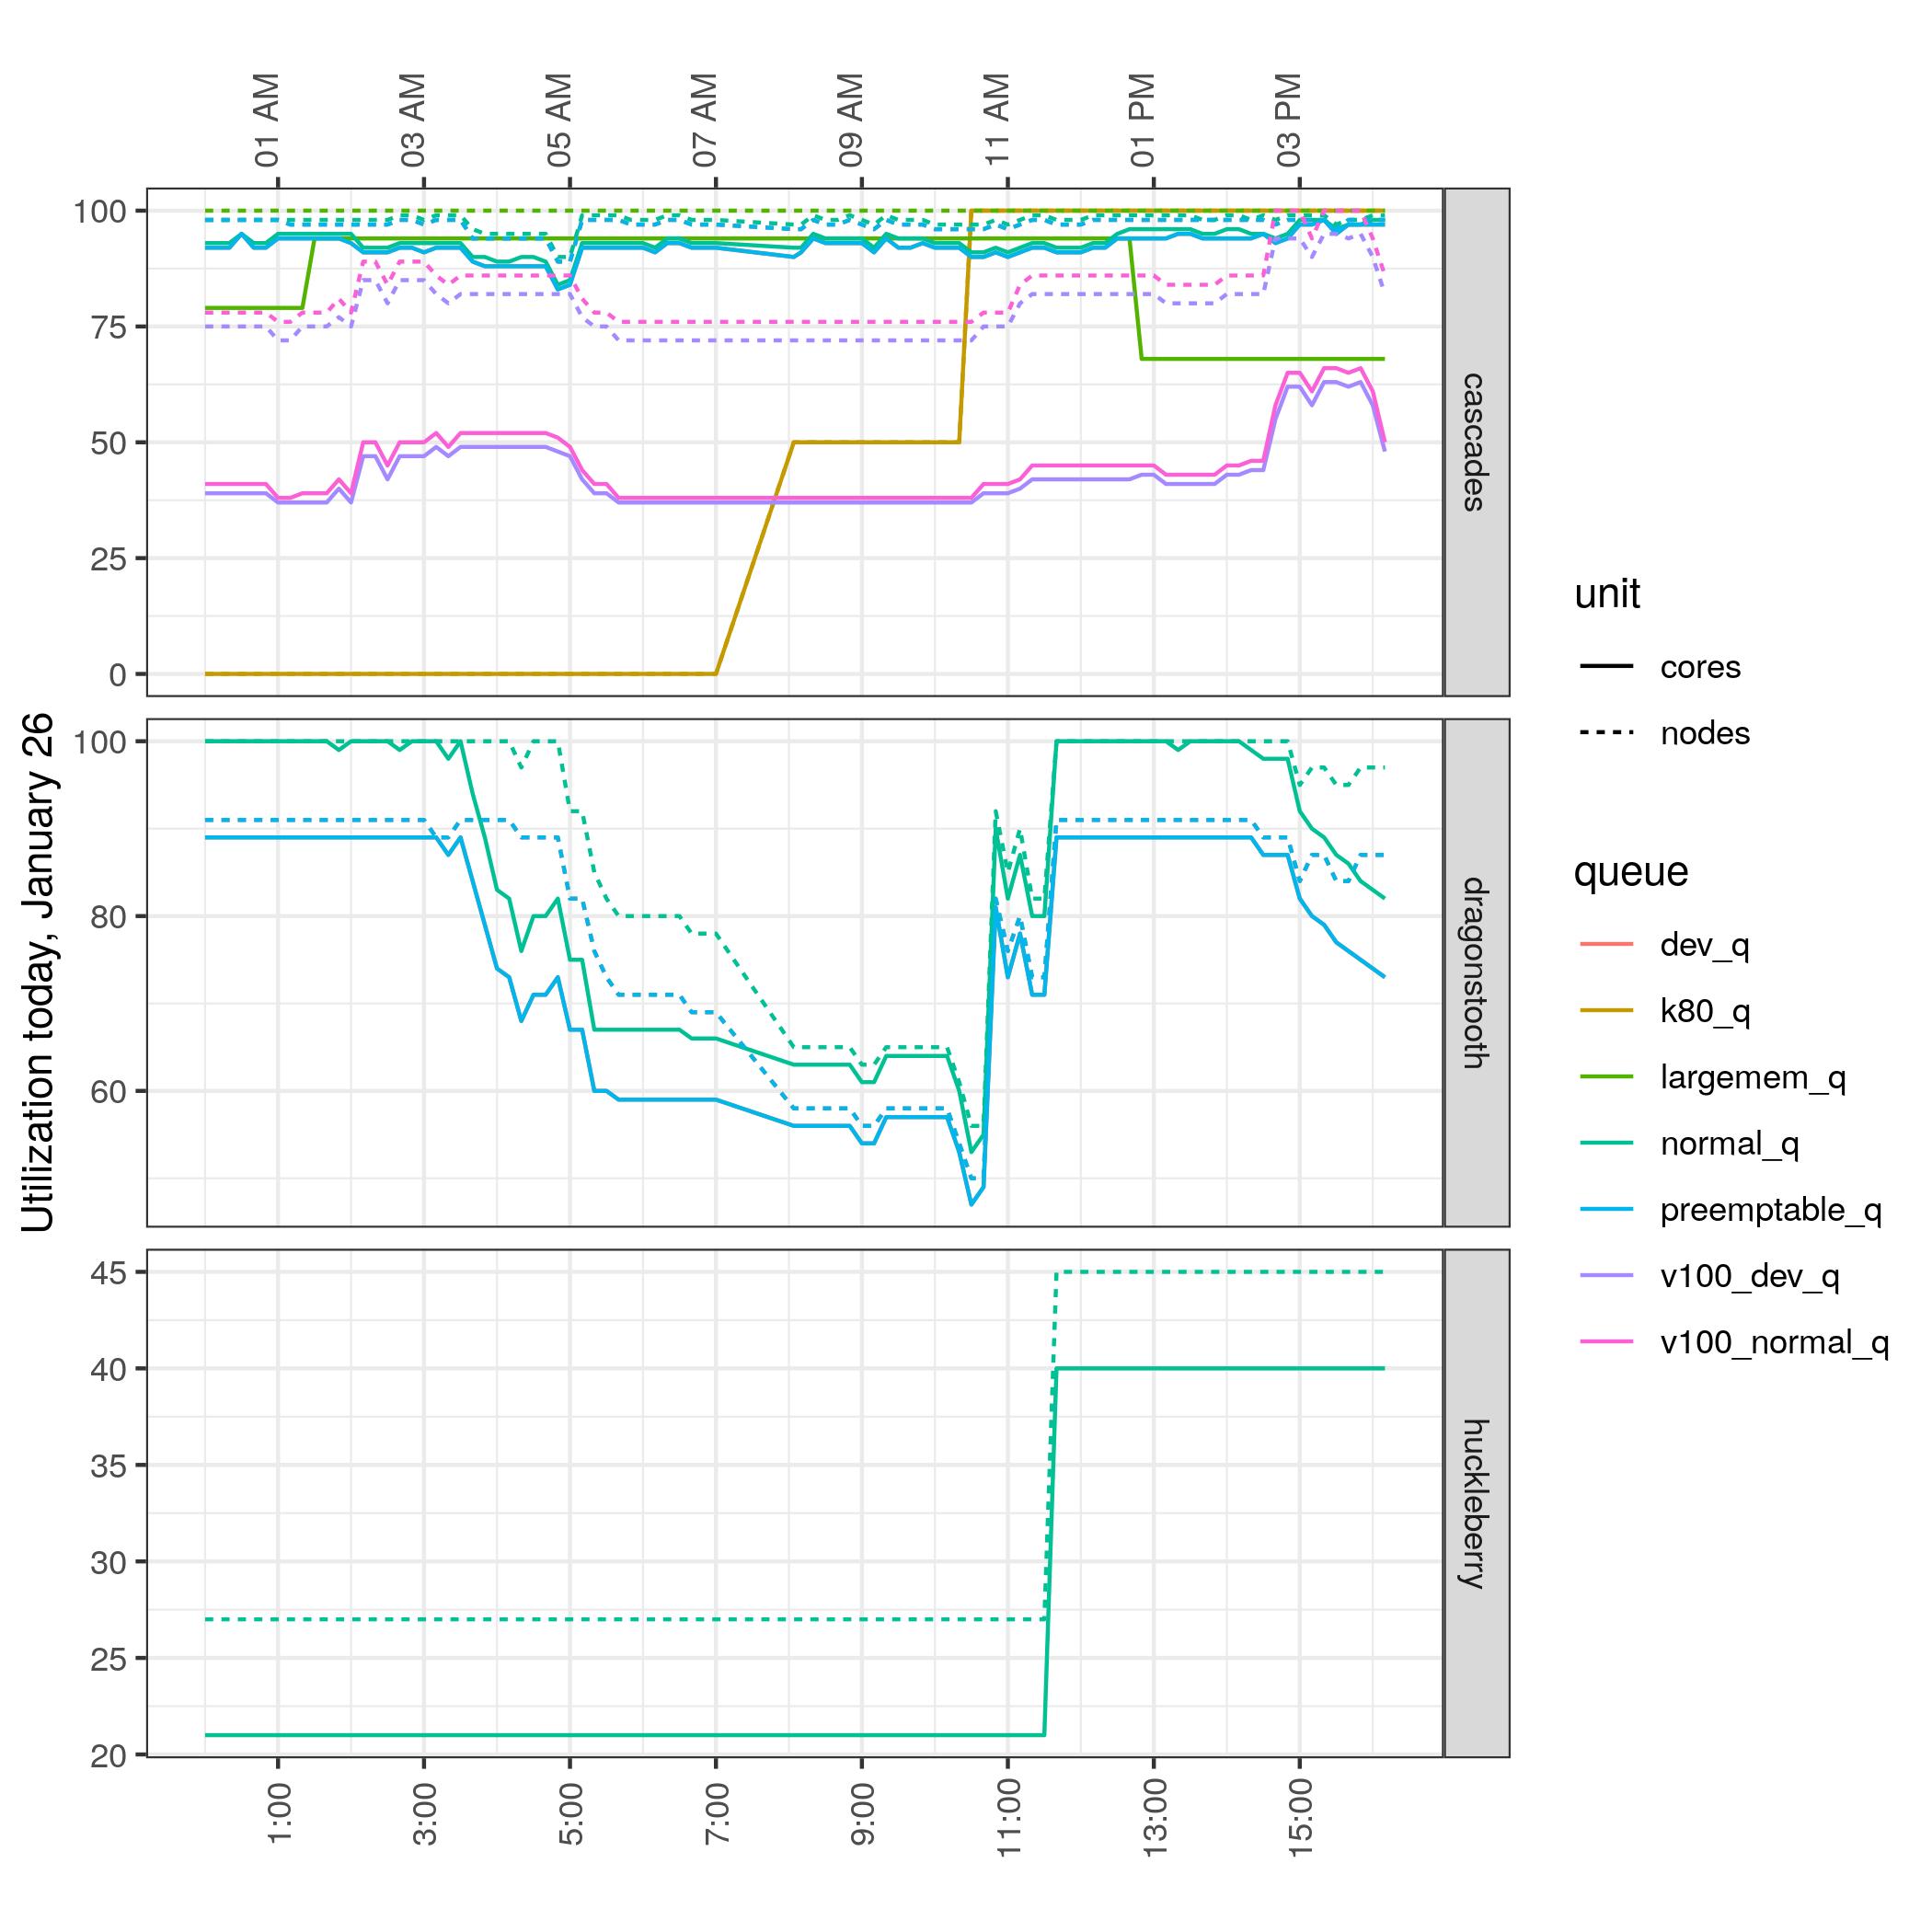 01 AM
03 AM
05 AM
07 AM
09 AM
11 AM
01 PM
03 PM
Utilization today, January 26
100
75
50
25
0
cascades
100
80
60
dragonstooth
45
40
35
30
25
20
huckleberry
1:00
3:00
5:00
7:00
9:00
11:00
13:00
15:00
unit
cores
nodes
queue
dev_q
k80_q
largemem_q
normal_q
preemptable_q
v100_dev_q
v100_normal_q